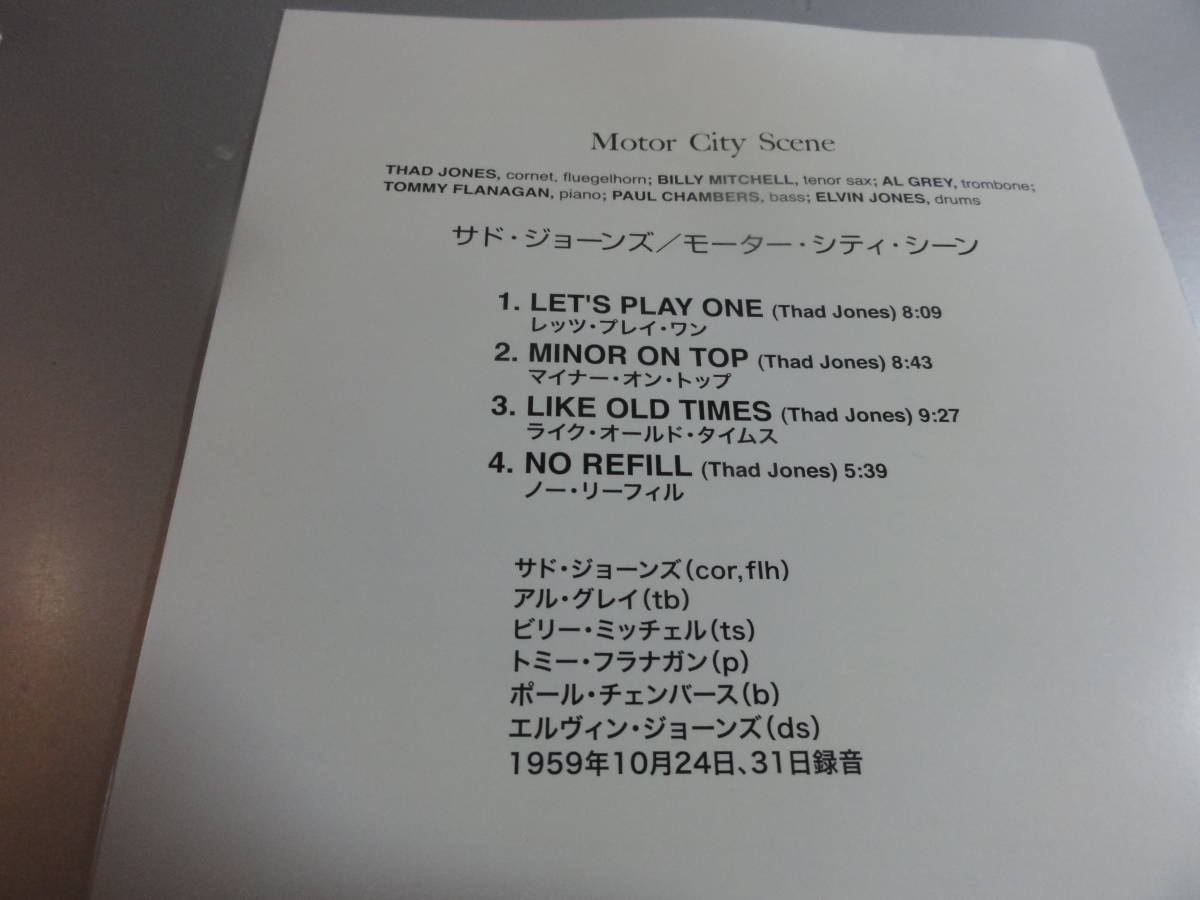 Motor City Scene
THAD JONES, cornet, fluegelhorn; BILLY MITCHELL, tenor sax; AL GREY, trombone;
TOMMY FLANAGAN, piano; PAUL CHAMBERS, bass; ELVIN JONES, drums
サド・ジョーンズ／モーター・シティ・シーン
1. LET'S PLAY ONE (Thad Jones) 8:09
レッツ・プレイ・ワン
2. MINOR ON TOP (Thad Jones) 8:43
マイナー・オン・トップ
3. LIKE OLD TIMES (Thad Jones) 9:27
ライク・オールド・タイムス
4. NO REFILL (Thad Jones) 5:39
ノー・リーフィル
サド・ジョーンズ(cor,flh)
アル・グレイ(tb)
ビリー・ミッチェル(ts)
トミー・フラナガン(p)
ポール・チェンバース(b)
エルヴィン・ジョーンズ(ds)
1959年10月24日、31日録音